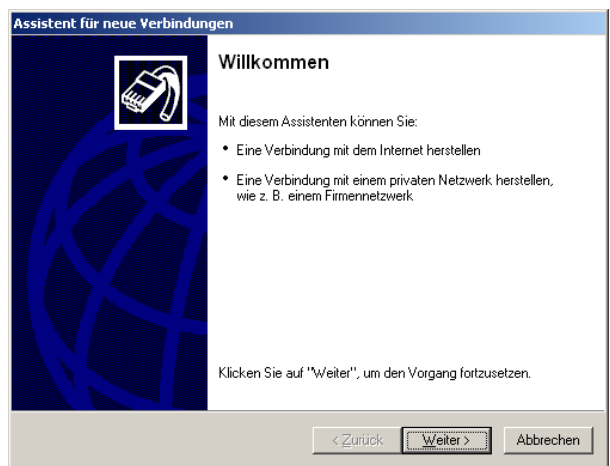 Assistent für neue Verbindungen
Willkommen
Mit diesem Assistenten können Sie:
• Eine Verbindung mit dem Internet herstellen
• Eine Verbindung mit einem privaten Netzwerk herstellen,
wie z. B. einem Firmennetzwerk
Klicken Sie auf "Weiter", um den Vorgang fortzusetzen.
< Zurück Weiter > Abbrechen